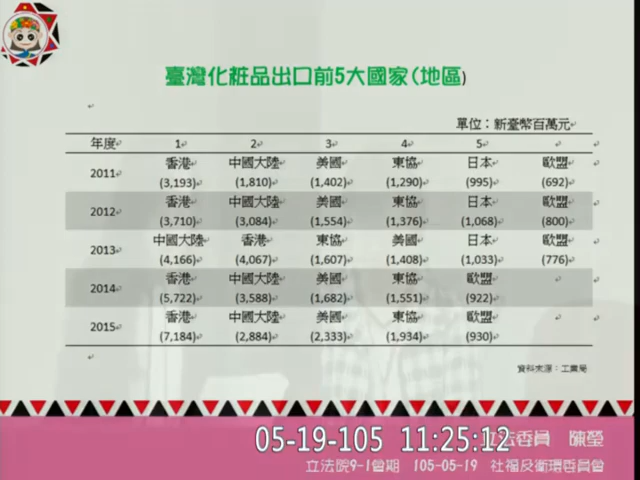 臺灣化粧品出口前5大國家(地區)
單位：新臺幣百萬元
年度 1 2 3 4 5
2011 香港 中國大陸 美國 東協 日本 歐盟
(3,193) (1,810) (1,402) (1,290) (995) (692)
2012 香港 中國大陸 美國 東協 日本 歐盟
(3,710) (3,084) (1,554) (1,376) (1,068) (800)
2013 中國大陸 香港 東協 美國 日本 歐盟
(4,166) (4,067) (1,607) (1,408) (1,033) (776)
2014 香港 中國大陸 美國 東協 歐盟
(5,722) (3,588) (1,682) (1,551) (922)
2015 香港 中國大陸 美國 東協 歐盟
(7,184) (2,884) (2,333) (1,934) (930)
資料來源：工業局
05-19-105 11:25:12
立法委員 陳瑩
立法院9-1會期 105-05-19 社福及衛環委員會